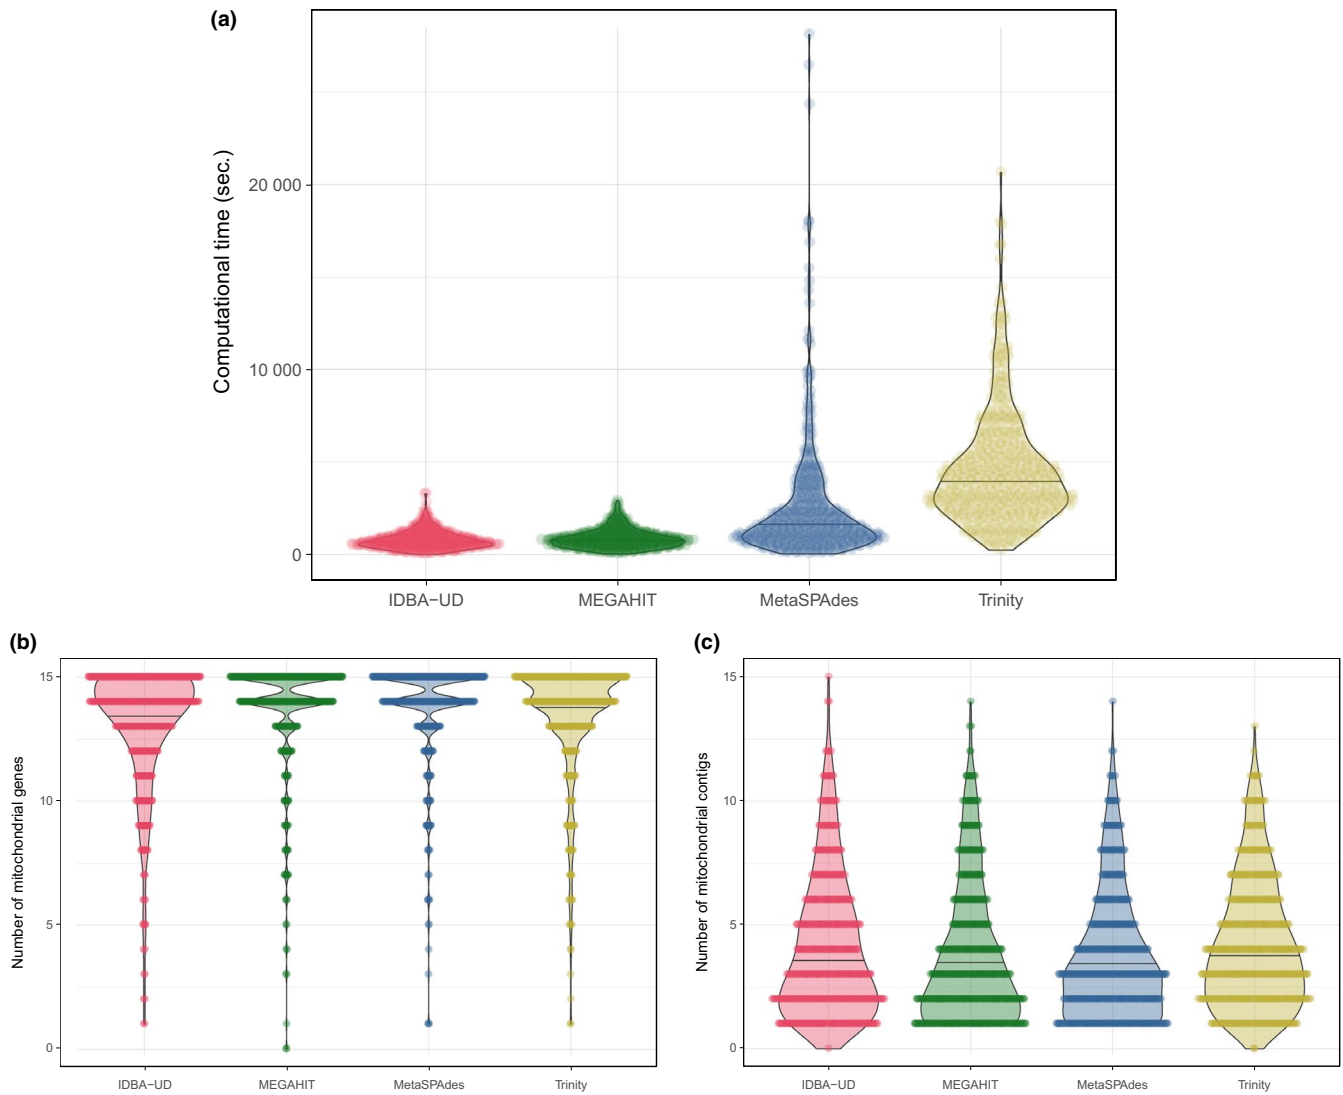 (a)
Computational time (sec.)
20 000
10 000
0
IDBA−UD MEGAHIT MetaSPAdes Trinity
(b)
Number of mitochondrial genes
15
10
5
0
IDBA−UD MEGAHIT MetaSPAdes Trinity
(c)
Number of mitochondrial contigs
15
10
5
0
IDBA−UD MEGAHIT MetaSPAdes Trinity